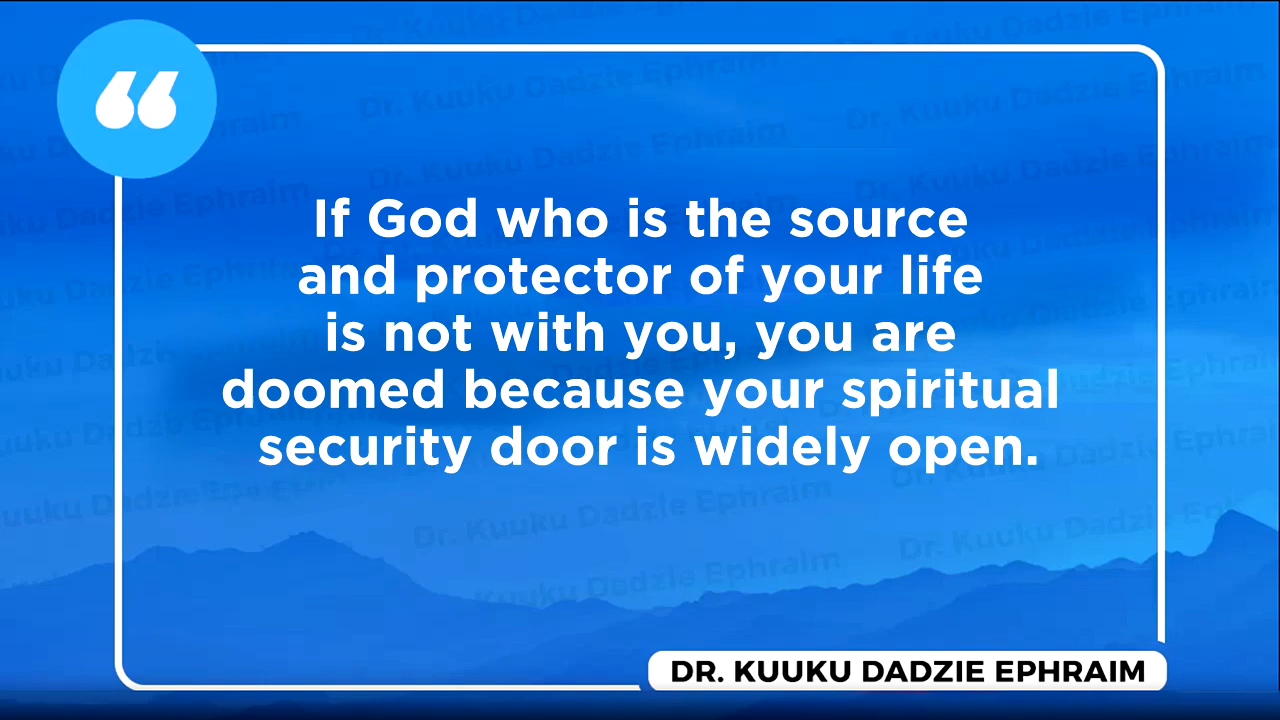 If God who is the source
and protector of your life
is not with you, you are
doomed because your spiritual
security door is widely open.
DR. KUUKU DADZIE EPHRAIM